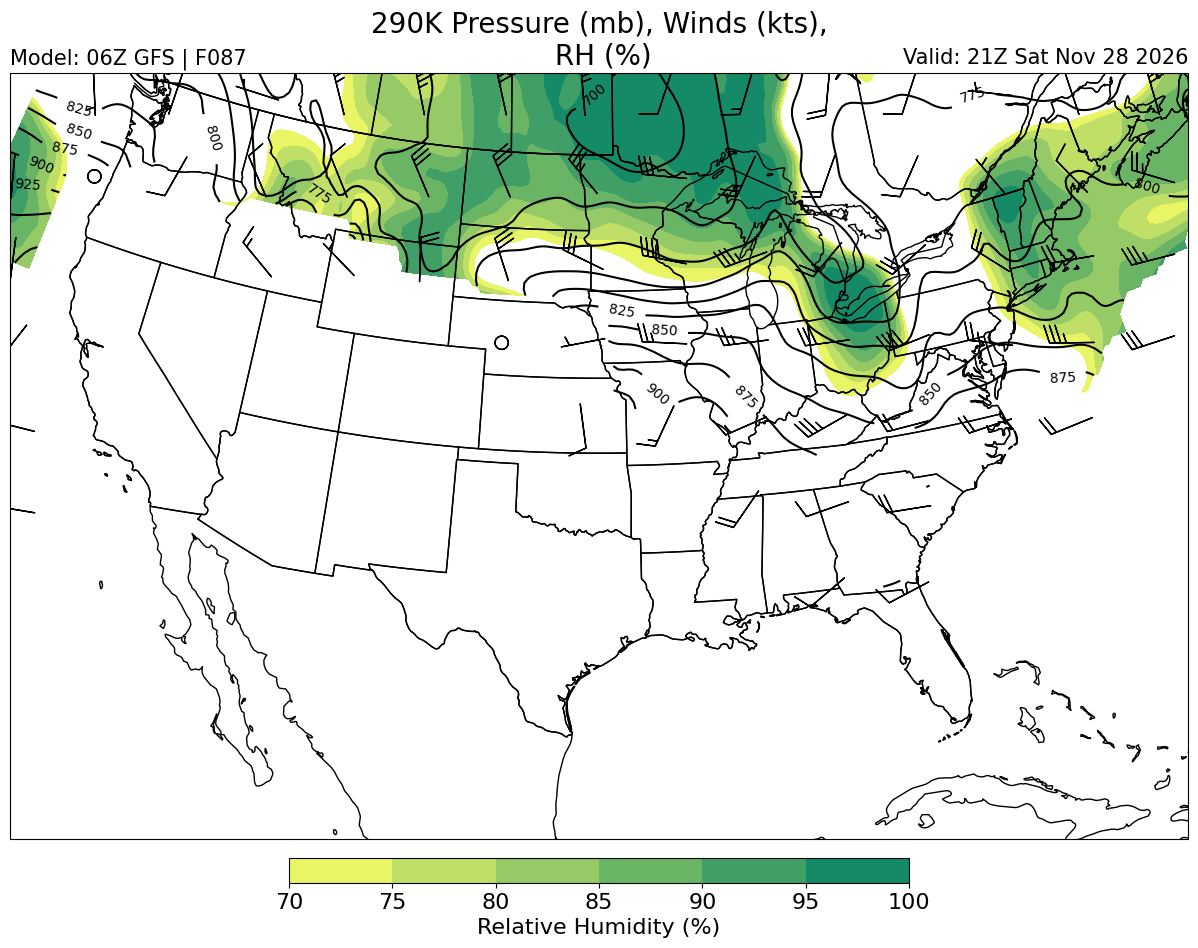 290K Pressure (mb), Winds (kts),
RH (%)
Model: 06Z GFS | F087
Valid: 21Z Sat Nov 28 2026
700
775
825
850
875
900
925
800
775
800
825
850
900
875
850
875
70 75 80 85 90 95 100
Relative Humidity (%)